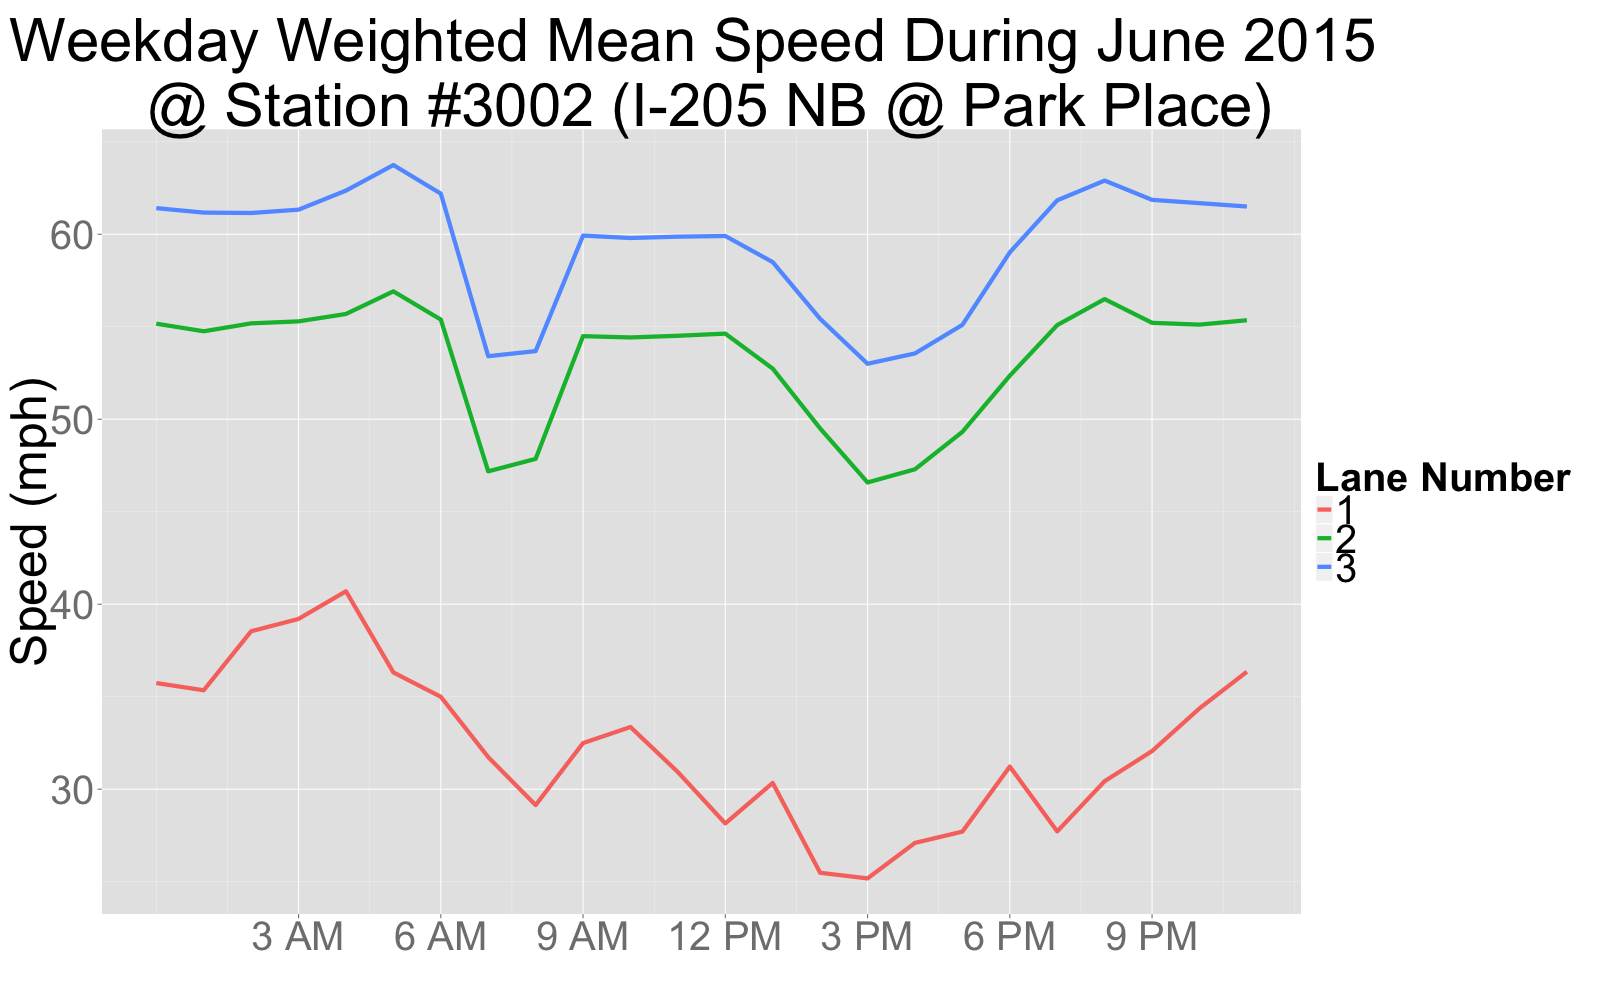 Weekday Weighted Mean Speed During June 2015
@ Station #3002 (I-205 NB @ Park Place)
Speed (mph)
60
50
40
30
3 AM 6 AM 9 AM 12 PM 3 PM 6 PM 9 PM
Lane Number
1
2
3